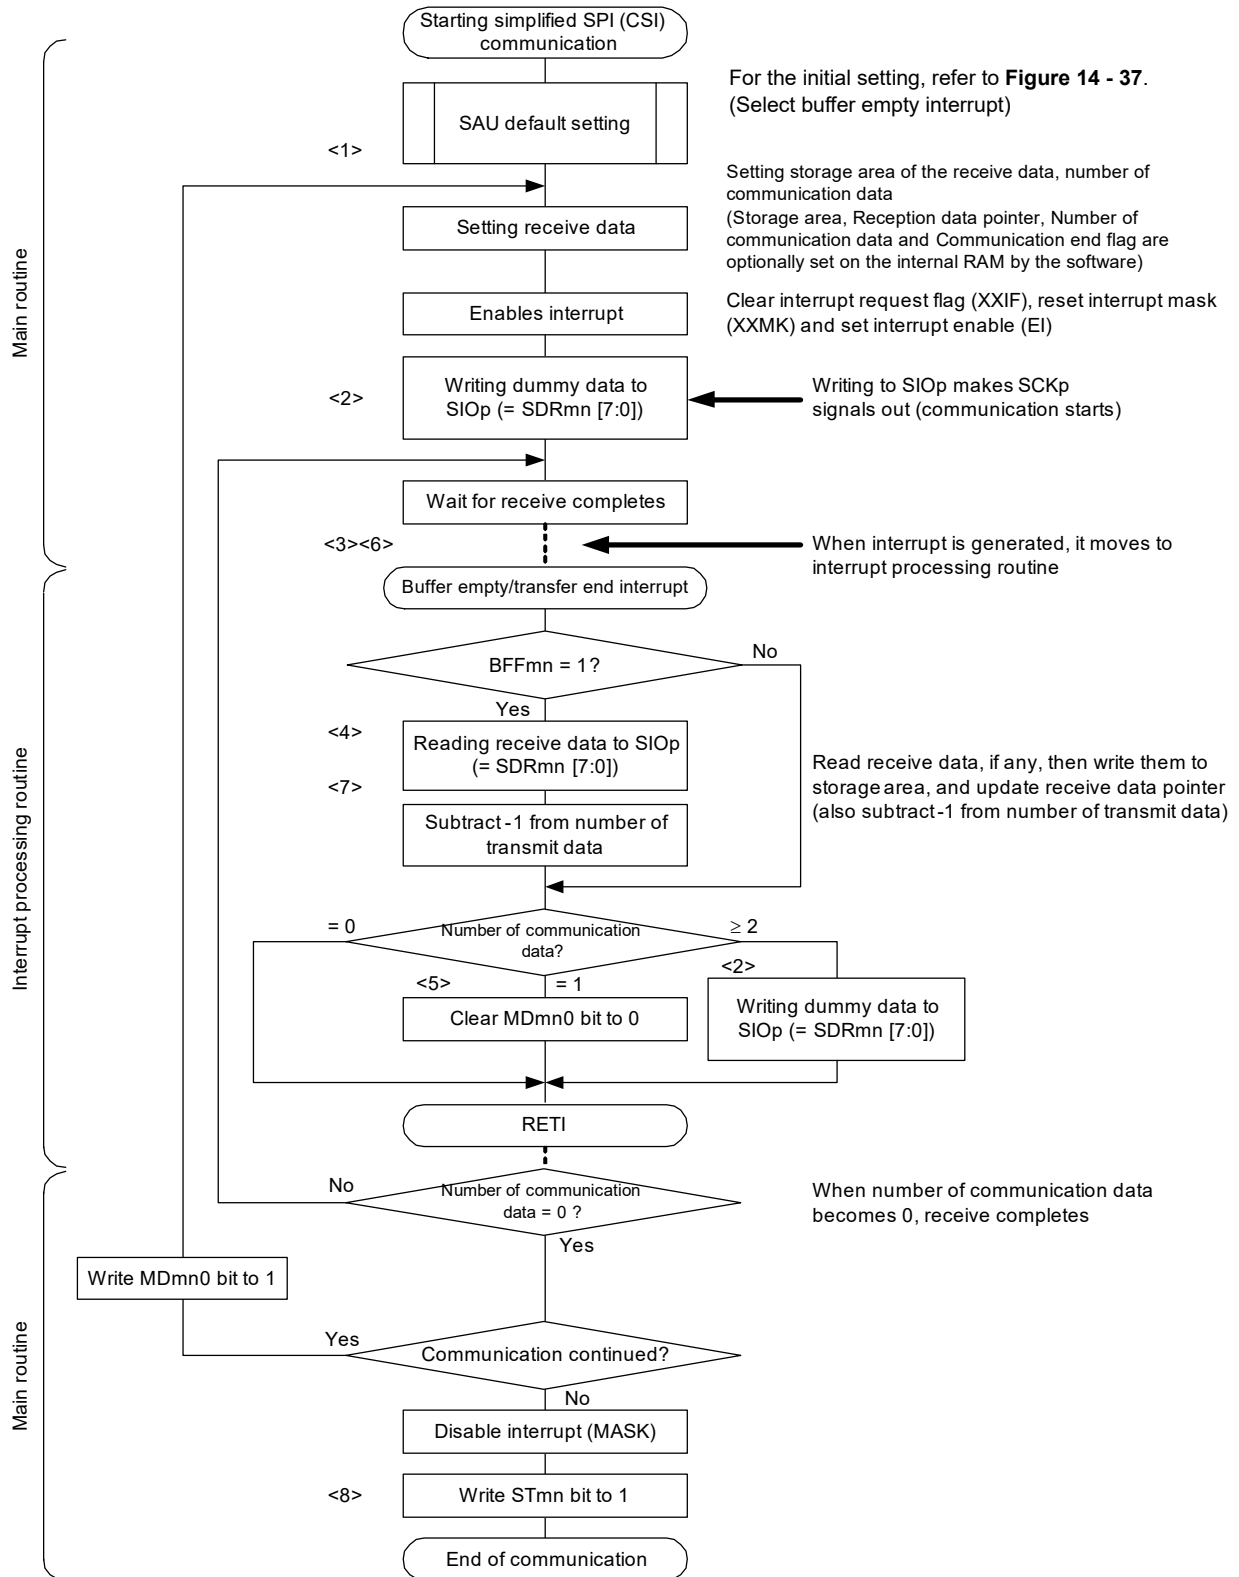 Starting simplified SPI (CSI)
communication
For the initial setting, refer to Figure 14 - 37.
(Select buffer empty interrupt)
SAU default setting
<1>
Setting storage area of the receive data, number of
communication data
(Storage area, Reception data pointer, Number of
communication data and Communication end flag are
optionally set on the internal RAM by the software)
Setting receive data
Main routine
Enables interrupt
Clear interrupt request flag (XXIF), reset interrupt mask
(XXMK) and set interrupt enable (EI)
<2>
Writing dummy data to
SIOp (= SDRmn [7:0])
Writing to SIOp makes SCKp
signals out (communication starts)
Wait for receive completes
<3><6>
When interrupt is generated, it moves to
interrupt processing routine
Buffer empty/transfer end interrupt
BFFmn = 1?
No
Yes
<4>
Reading receive data to SIOp
(= SDRmn [7:0])
<7>
Subtract -1 from number of
transmit data
Read receive data, if any, then write them to
storage area, and update receive data pointer
(also subtract -1 from number of transmit data)
Interrupt processing routine
= 0
Number of communication
data?
≥ 2
<5>
= 1
<2>
Clear MDmn0 bit to 0
Writing dummy data to
SIOp (= SDRmn [7:0])
RETI
No
Number of communication
data = 0 ?
When number of communication data
becomes 0, receive completes
Yes
Write MDmn0 bit to 1
Main routine
Yes
Communication continued?
No
Disable interrupt (MASK)
<8>
Write STmn bit to 1
End of communication